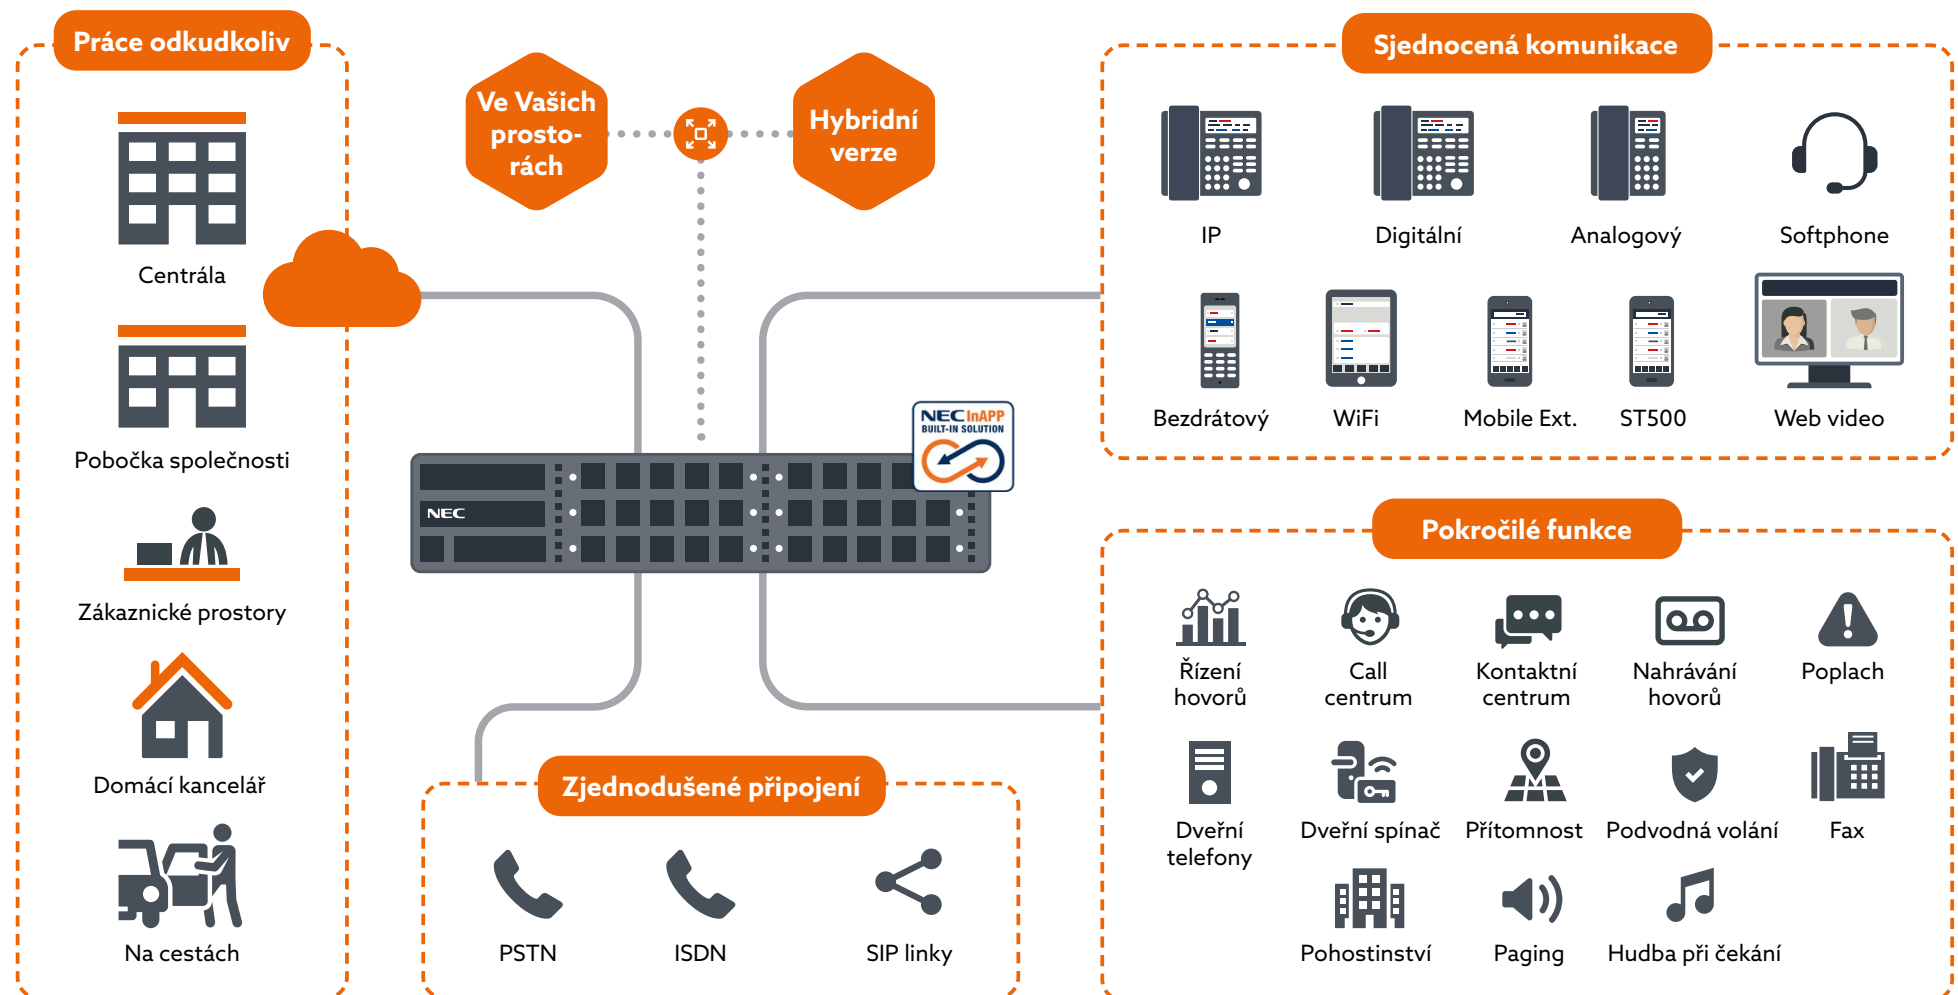 Práce odkudkoliv
Centrála
Pobočka společnosti
Zákaznické prostory
Domácí kancelář
Na cestách
Ve Vašich
prosto-
rách
Hybridní
verze
NEC InAPP
BUILT-IN SOLUTION
NEC
Zjednodušené připojení
PSTN
ISDN
SIP linky
Sjednocená komunikace
IP
Digitální
Analogový
Softphone
Bezdrátový
WiFi
Mobile Ext.
ST500
Web video
Pokročilé funkce
Řízení
hovorů
Call
centrum
Kontaktní
centrum
Nahrávání
hovorů
Poplach
Dveřní
telefony
Dveřní spínač
Přítomnost
Podvodná volání
Fax
Pohostinství
Paging
Hudba při čekání